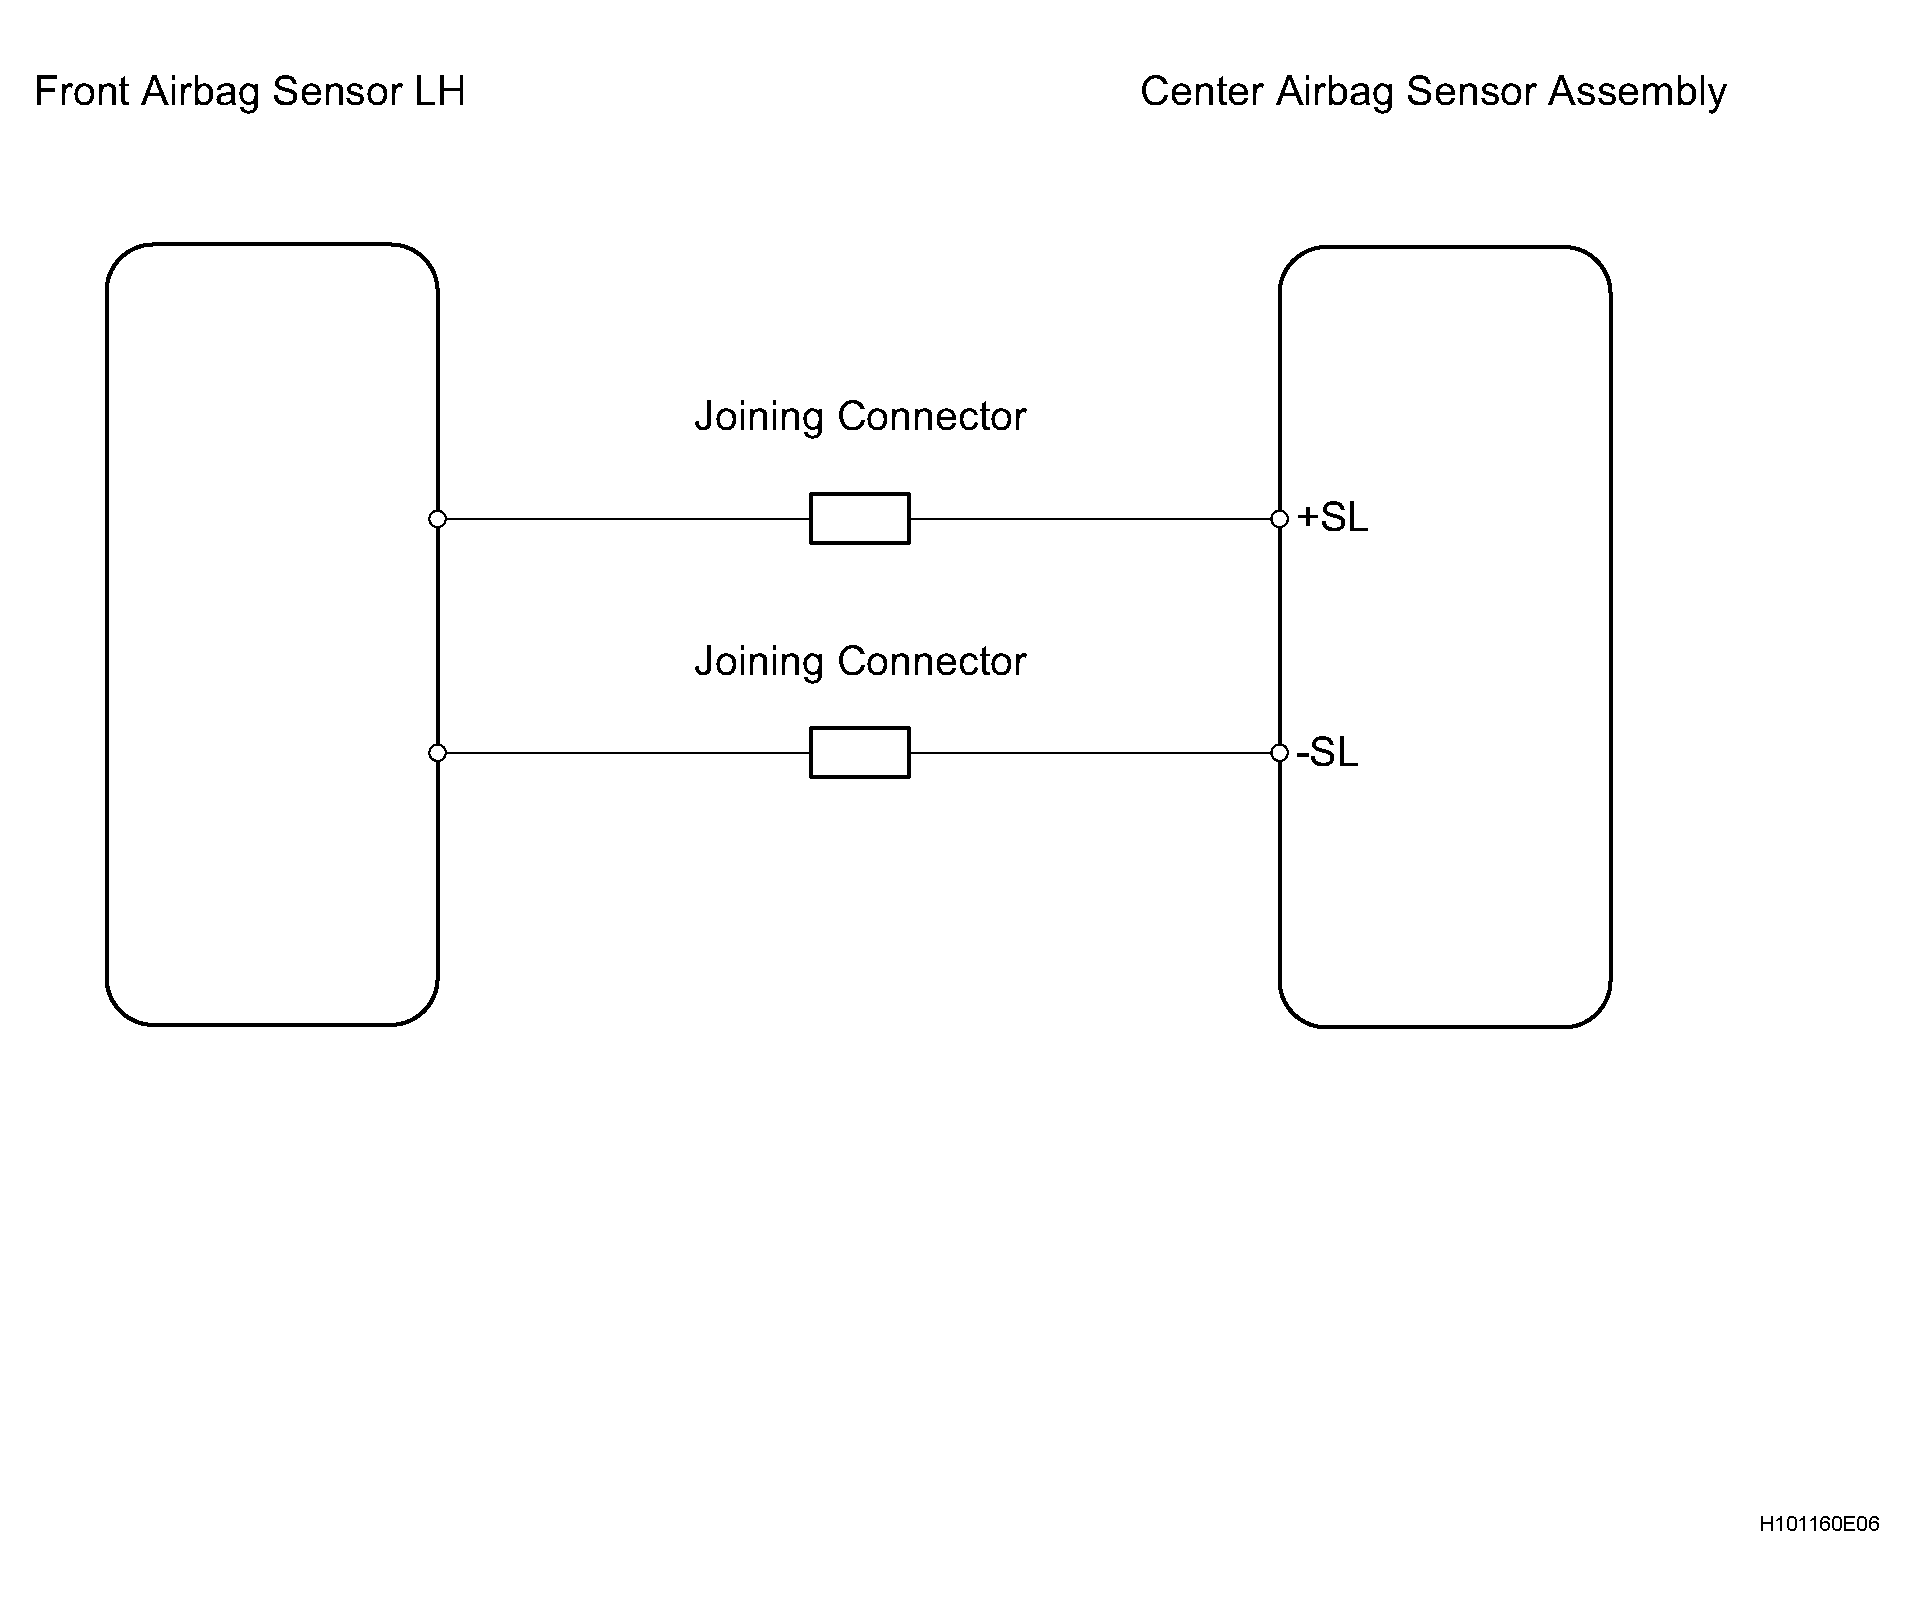 Front Airbag Sensor LH
Center Airbag Sensor Assembly
Joining Connector
+SL
Joining Connector
-SL
H101160E06